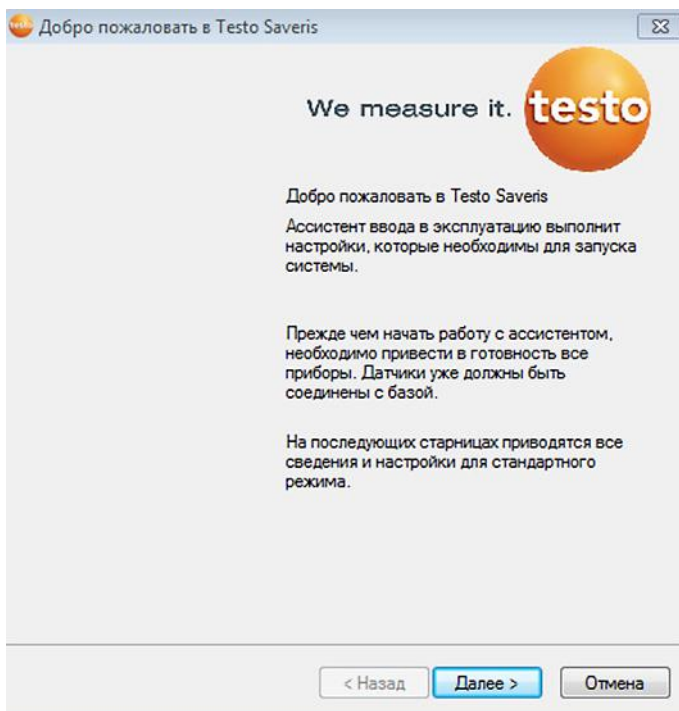 testo Добро пожаловать в Testo Saveris
We measure it. testo
Добро пожаловать в Testo Saveris
Ассистент ввода в эксплуатацию выполнит
настройки, которые необходимы для запуска
системы.
Прежде чем начать работу с ассистентом,
необходимо привести в готовность все
приборы. Датчики уже должны быть
соединены с базой.
На последующих старницах приводятся все
сведения и настройки для стандартного
режима.
< Назад Далее > Отмена